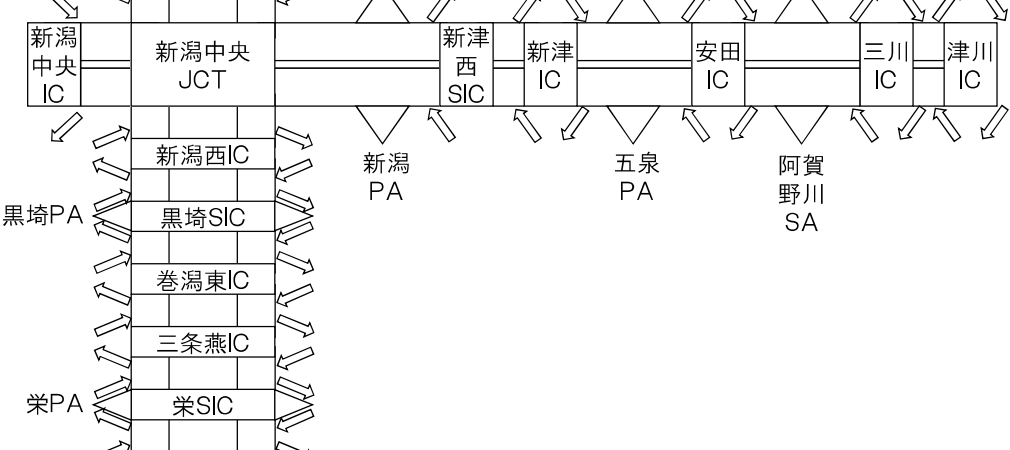 新潟
中央
IC
新潟中央
JCT
新津
西
SIC
新津
IC
安田
IC
三川
IC
津川
IC
新潟
PA
五泉
PA
阿賀
野川
SA
新潟西IC
黒埼PA
黒埼SIC
巻潟東IC
三条燕IC
栄PA
栄SIC